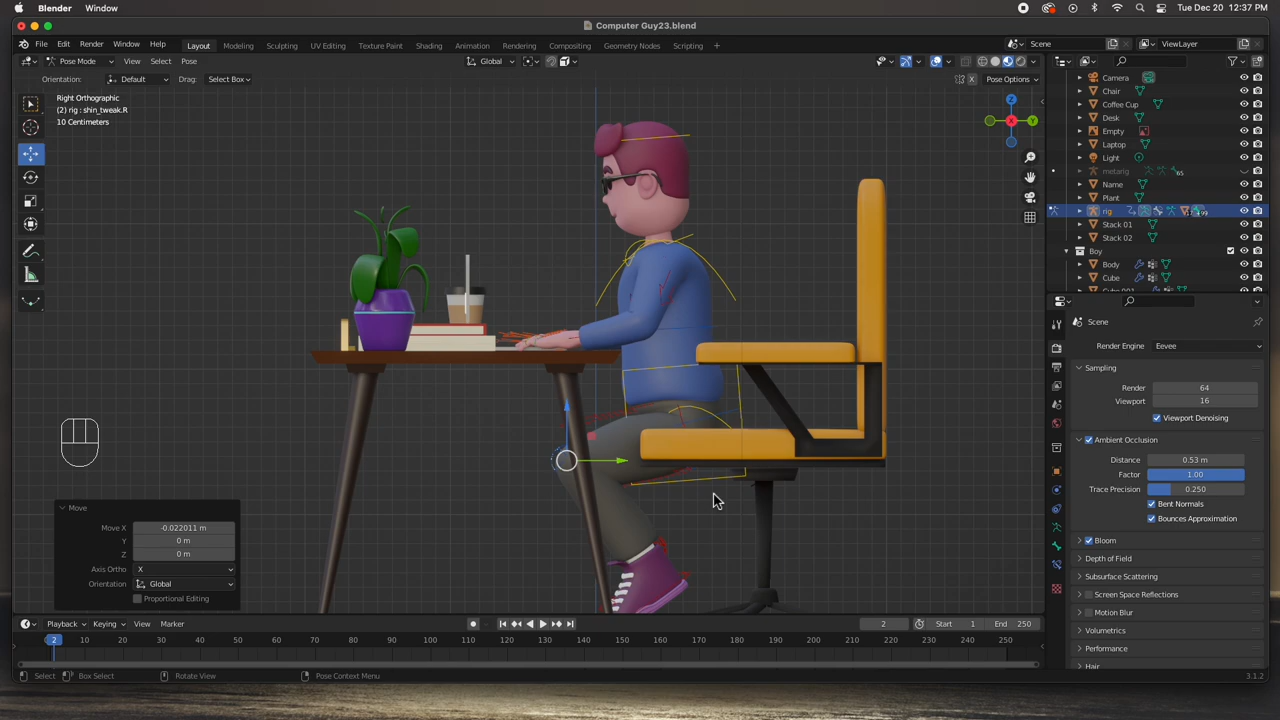 Blender Window
Tue Dec 20 12:37 PM
Computer Guy23.blend
File Edit Render Window Help
Layout Modeling Sculpting UV Editing Texture Paint Shading Animation Rendering Compositing Geometry Nodes Scripting +
Scene
ViewLayer
Pose Mode View Select Pose
Global
Orientation: Default Drag: Select Box
X Pose Options
Right Orthographic
(2) rig : shin_tweak.R
10 Centimeters
Z
X
Y
Camera
Chair
Coffee Cup
Desk
Empty
Laptop
Light
metarig
65
Name
Plant
rig
Stack 01
Stack 02
Boy
Body
Cube
Scene
Render Engine Eevee
Sampling
Render 64
Viewport 16
Viewport Denoising
Ambient Occlusion
Distance 0.53 m
Factor 1.00
Trace Precision 0.250
Bent Normals
Bounces Approximation
Bloom
Depth of Field
Subsurface Scattering
Screen Space Reflections
Motion Blur
Volumetrics
Performance
Hair
Move
Move X -0.022011 m
Y 0 m
Z 0 m
Axis Ortho X
Orientation Global
Proportional Editing
Playback Keying View Marker
2 Start 1 End 250
2 10 20 30 40 50 60 70 80 90 100 110 120 130 140 150 160 170 180 190 200 210 220 230 240 250
Select Box Select Rotate View Pose Context Menu
3.1.2